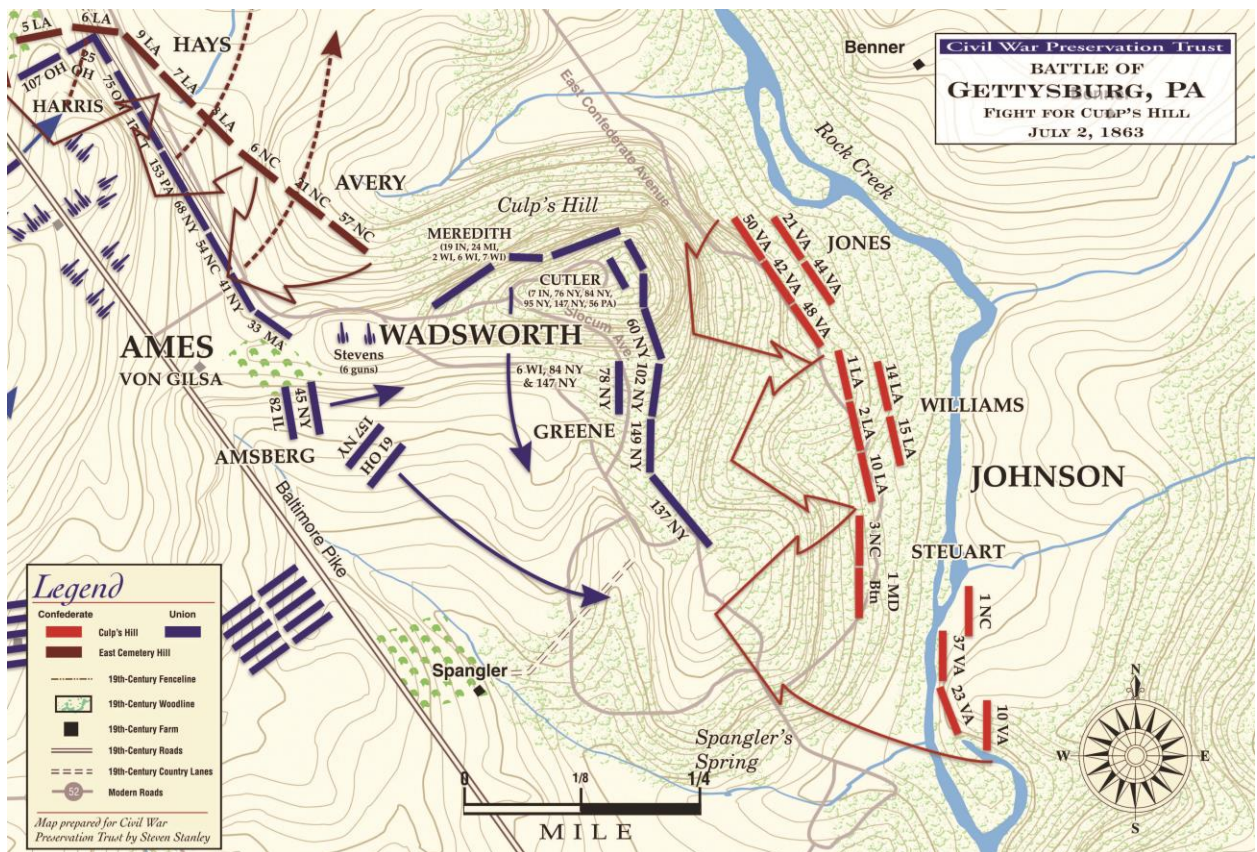 5 LA
6 LA
9 LA
7 LA
8 LA
6 NC
21 NC
57 NC
HAYS
AVERY
107 OH
25 OH
75 OH
17 CT
153 PA
68 NY
54 NC
41 NY
33 MA
HARRIS
AMES
VON GILSA
Benner
Civil War Preservation Trust
BATTLE OF
GETTYSBURG, PA
FIGHT FOR CULP'S HILL
JULY 2, 1863
Rock Creek
East Confederate Avenue
Culp's Hill
MEREDITH
(19 IN, 24 MI,
2 WI, 6 WI, 7 WI)
CUTLER
(7 IN, 76 NY, 84 NY,
95 NY, 147 NY, 56 PA)
Slocum Ave.
WADSWORTH
Stevens
(6 guns)
6 WI, 84 NY
& 147 NY
60 NY
78 NY
102 NY
149 NY
137 NY
GREENE
82 IL
45 NY
157 NY
61 OH
AMSBERG
Baltimore Pike
50 VA
21 VA
42 VA
44 VA
48 VA
JONES
1 LA
14 LA
2 LA
15 LA
10 LA
WILLIAMS
JOHNSON
3 NC
1 MD
Btn
STEUART
1 NC
37 VA
23 VA
10 VA
Spangler
Spangler's
Spring
Legend
Confederate
Union
Culp's Hill
East Cemetery Hill
19th-Century Fenceline
19th-Century Woodline
19th-Century Farm
19th-Century Roads
19th-Century Country Lanes
52
Modern Roads
Map prepared for Civil War
Preservation Trust by Steven Stanley
0
1/8
1/4
MILE
N
W
E
S